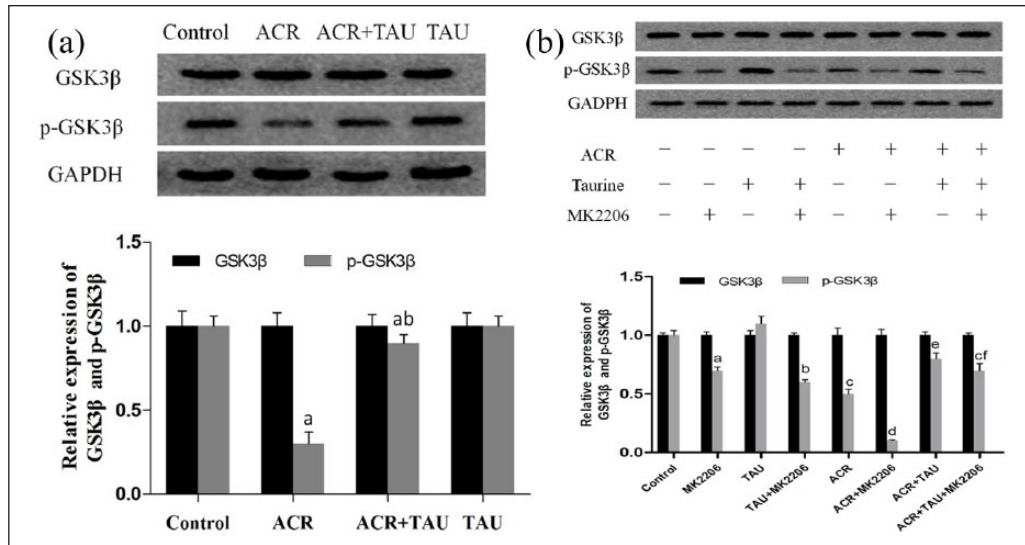 (a)
Control ACR ACR+TAU TAU
GSK3β
p-GSK3β
GAPDH
1.5
1.0
0.5
0.0
Relative expression of
GSK3β and p-GSK3β
GSK3β p-GSK3β
a
ab
Control ACR ACR+TAU TAU
(b)
GSK3β
p-GSK3β
GADPH
ACR − − − − + + + +
Taurine − − + + − − + +
MK2206 − + − + − + − +
1.5
1.0
0.5
0.0
Relative expression of
GSK3β and p-GSK3β
GSK3β p-GSK3β
a
b
c
d
e
cf
Control
MK2206
TAU
TAU+MK2206
ACR
ACR+MK2206
ACR+TAU
ACR+TAU+MK2206